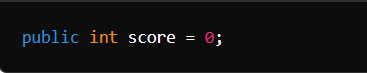 public int score = 0;